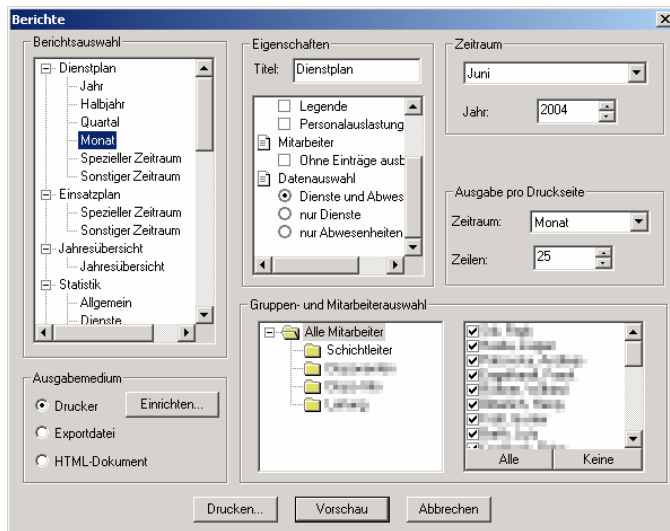 Berichte
Berichtsauswahl
Dienstplan
Jahr
Halbjahr
Quartal
Monat
Spezieller Zeitraum
Sonstiger Zeitraum
Einsatzplan
Spezieller Zeitraum
Sonstiger Zeitraum
Jahresübersicht
Jahresübersicht
Statistik
Allgemein
Dienste
Eigenschaften
Titel: Dienstplan
Legende
Personalauslastung
Mitarbeiter
Ohne Einträge ausb
Datenauswahl
Dienste und Abwes
nur Dienste
nur Abwesenheiten
Zeitraum
Juni
Jahr: 2004
Ausgabe pro Druckseite
Zeitraum: Monat
Zeilen: 25
Gruppen- und Mitarbeiterauswahl
Alle Mitarbeiter
Schichtleiter
Alle Keine
Ausgabemedium
Drucker Einrichten...
Exportdatei
HTML-Dokument
Drucken... Vorschau Abbrechen